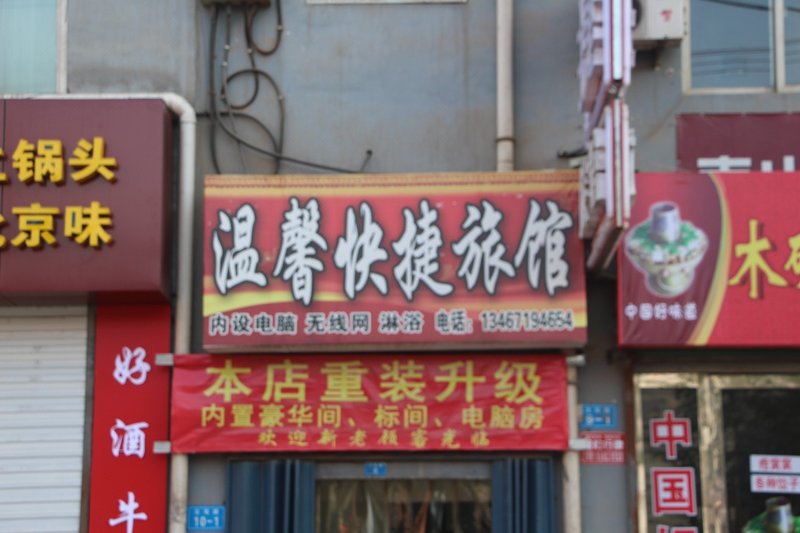 锅头
京味
好酒牛
温馨快捷旅馆
内设电脑 无线网 淋浴 电话：13467194654
本店重装升级
内置豪华间、标间、电脑房
欢迎新老顾客光临
10-1
9-1
中国好味道
木
中国